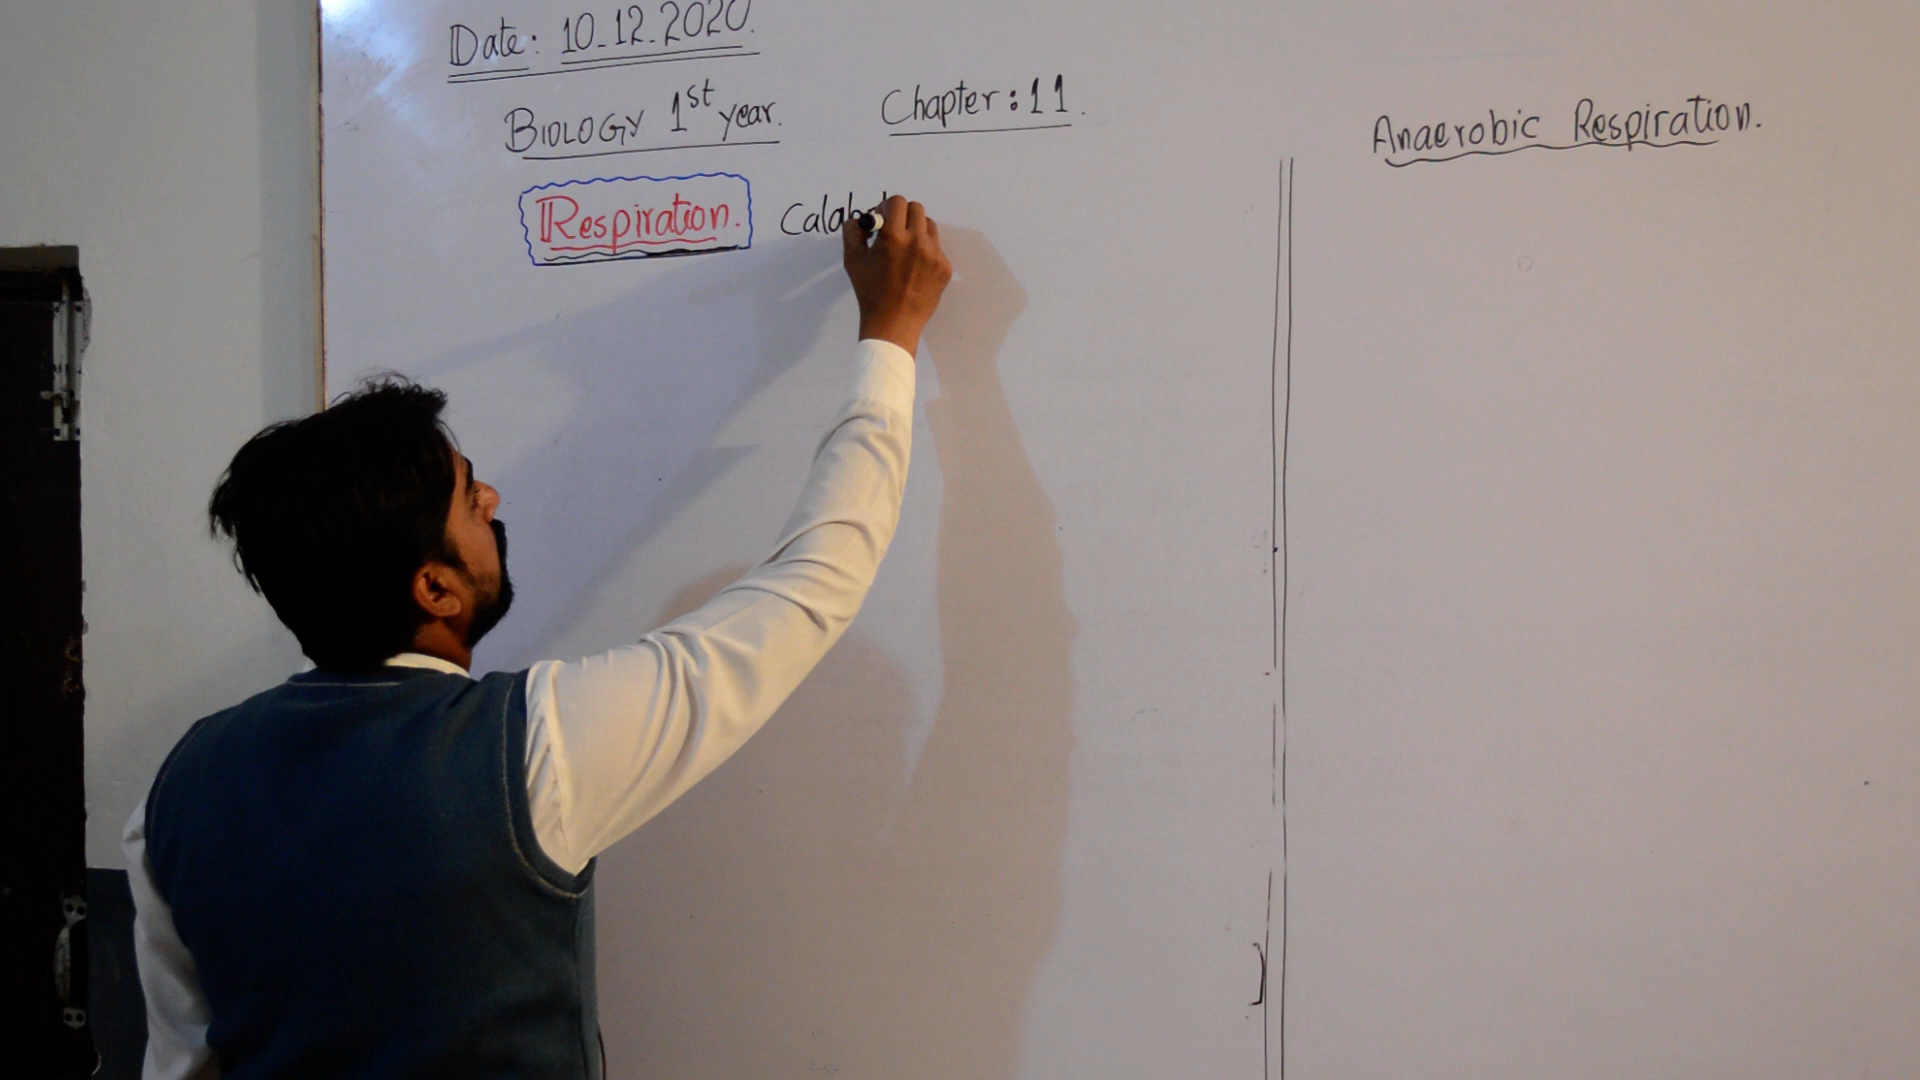 Date: 10-12-2020.
BIOLOGY 1st year. Chapter: 11.
Respiration.
Anaerobic Respiration.